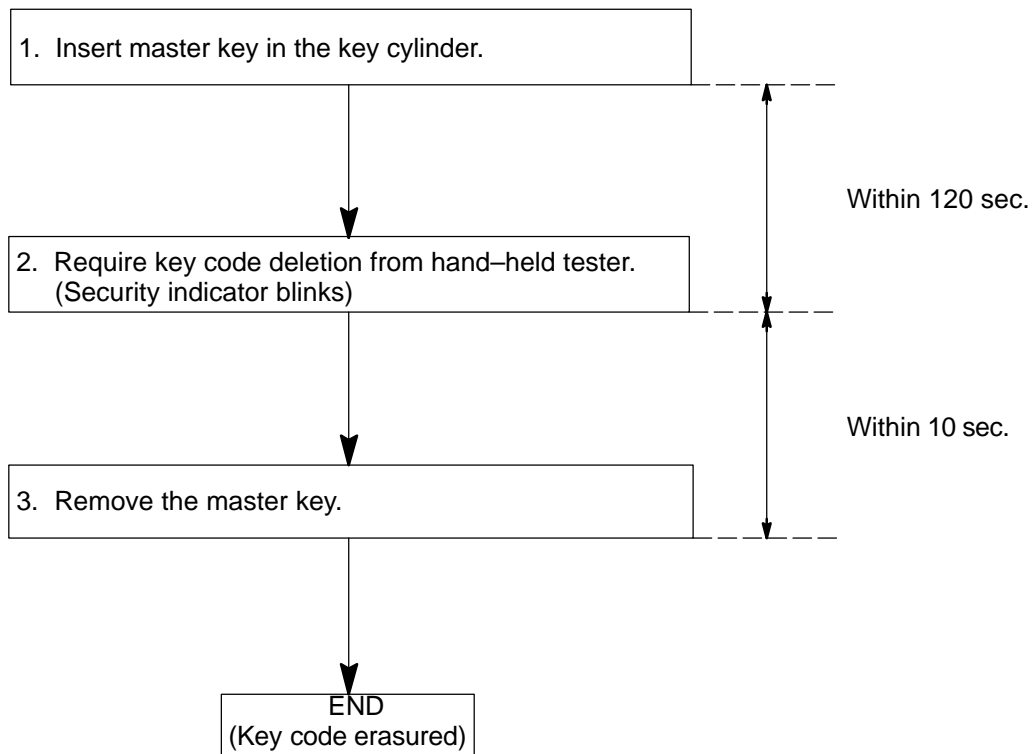 1. Insert master key in the key cylinder.
Within 120 sec.
2. Require key code deletion from hand–held tester.
(Security indicator blinks)
Within 10 sec.
3. Remove the master key.
END
(Key code erasured)